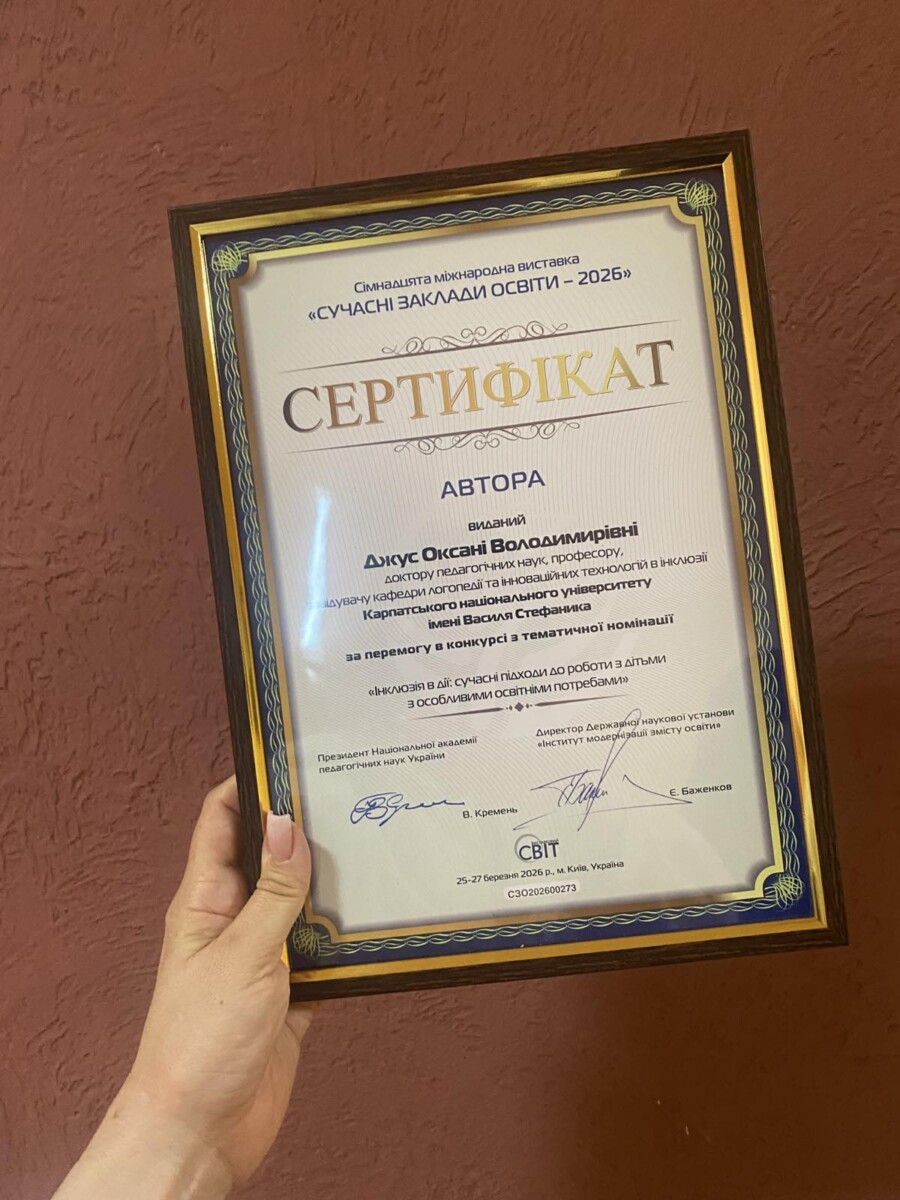 Сімнадцята міжнародна виставка
«СУЧАСНІ ЗАКЛАДИ ОСВІТИ – 2026»
СЕРТИФІКАТ
АВТОРА
виданий
Джус Оксані Володимирівні
доктору педагогічних наук, професору,
завідувачу кафедри логопедії та інноваційних технологій в інклюзії
Карпатського національного університету
імені Василя Стефаника
за перемогу в конкурсі з тематичної номінації
«Інклюзія в дії: сучасні підходи до роботи з дітьми
з особливими освітніми потребами»
Президент Національної академії
педагогічних наук України
В. Кремень
Директор Державної наукової установи
«Інститут модернізації змісту освіти»
Є. Баженков
СВІТ
25-27 березня 2026 р., м. Київ, Україна
СЗО202600273